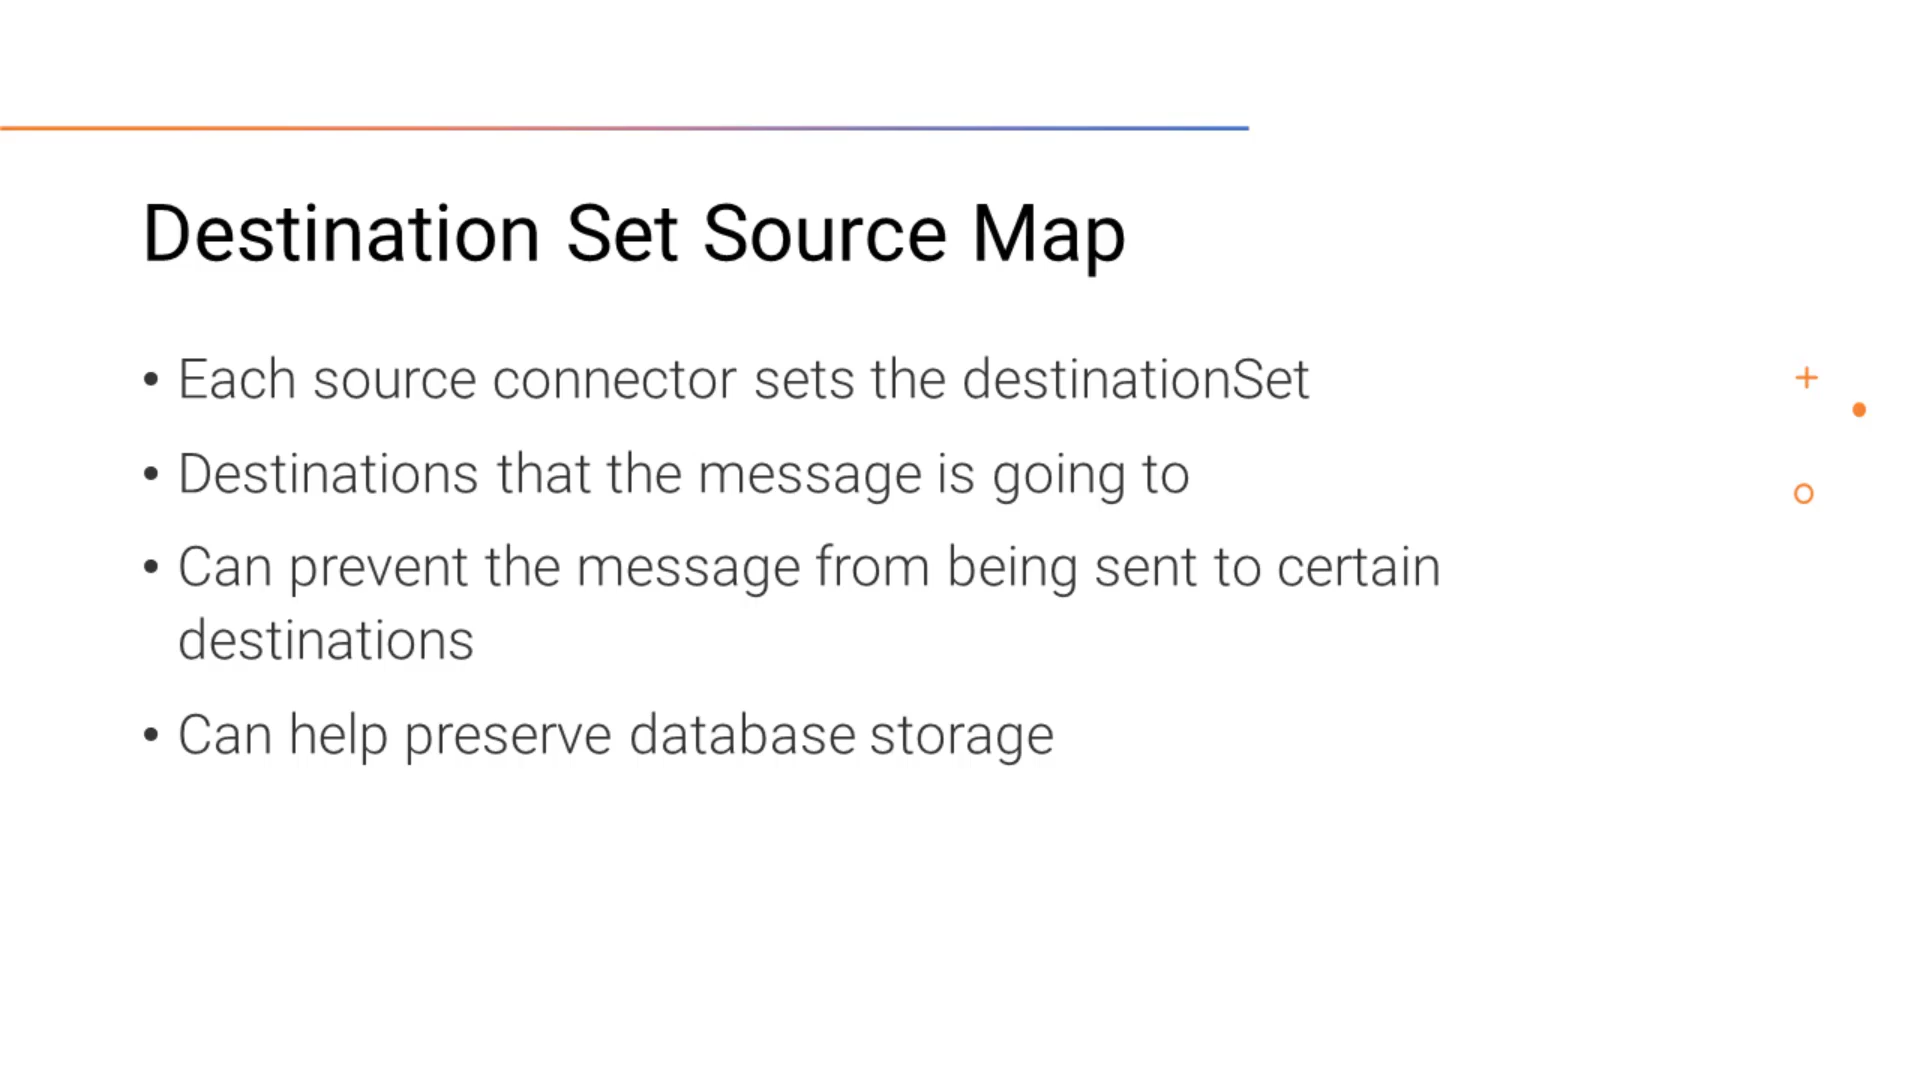 Destination Set Source Map
• Each source connector sets the destinationSet
• Destinations that the message is going to
• Can prevent the message from being sent to certain
destinations
• Can help preserve database storage